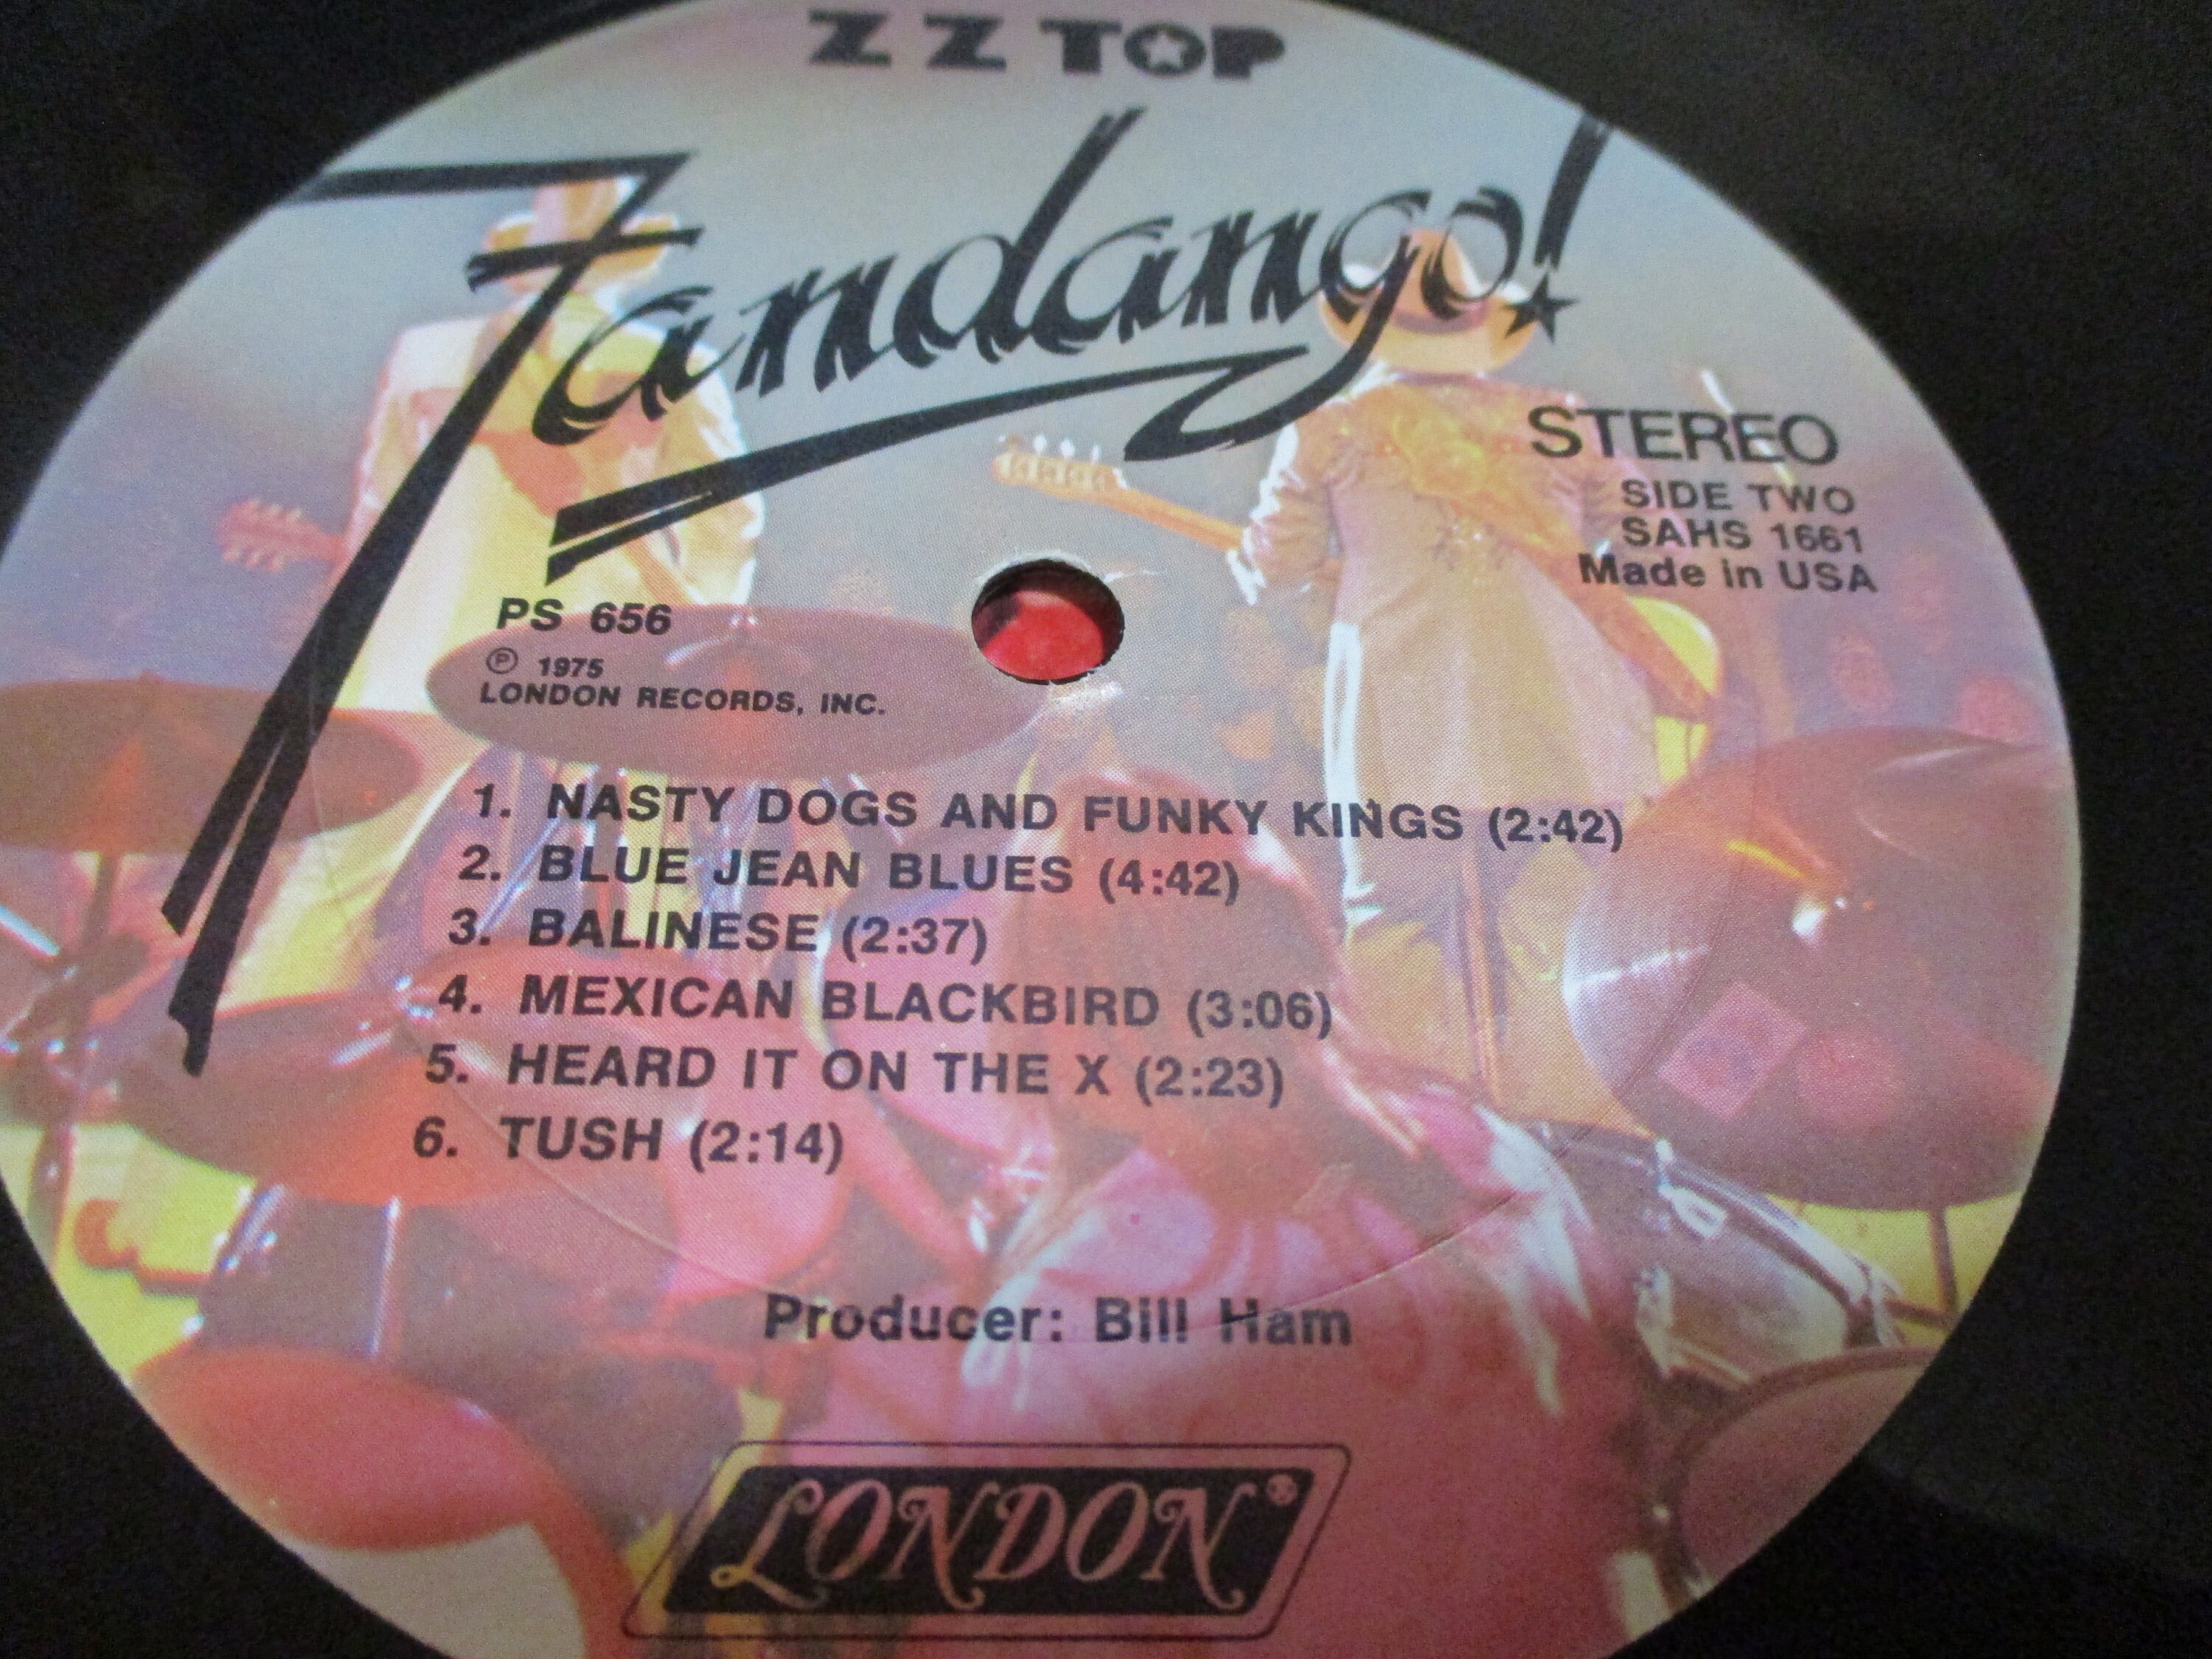 ZZ TOP
Fandango!
STEREO
SIDE TWO
SAHS 1661
Made in USA
PS 656
℗ 1975
LONDON RECORDS, INC.
1. NASTY DOGS AND FUNKY KINGS (2:42)
2. BLUE JEAN BLUES (4:42)
3. BALINESE (2:37)
4. MEXICAN BLACKBIRD (3:06)
5. HEARD IT ON THE X (2:23)
6. TUSH (2:14)
Producer: Bill Ham
LONDON®